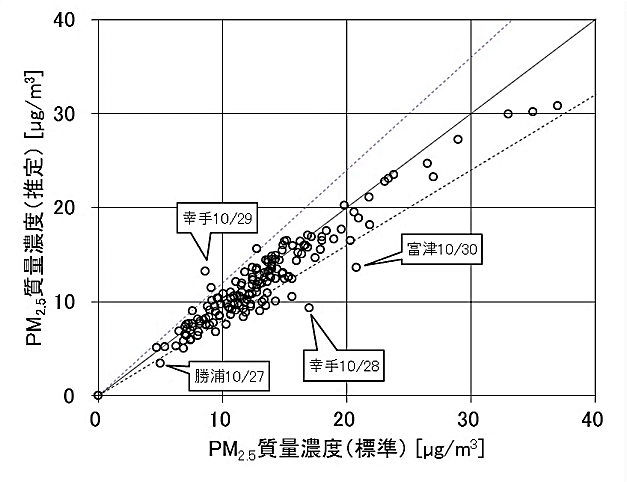 40
30
20
10
0
PM2.5質量濃度(推定) [μg/m³]
幸手10/29
富津10/30
幸手10/28
勝浦10/27
0 10 20 30 40
PM2.5質量濃度(標準) [μg/m³]